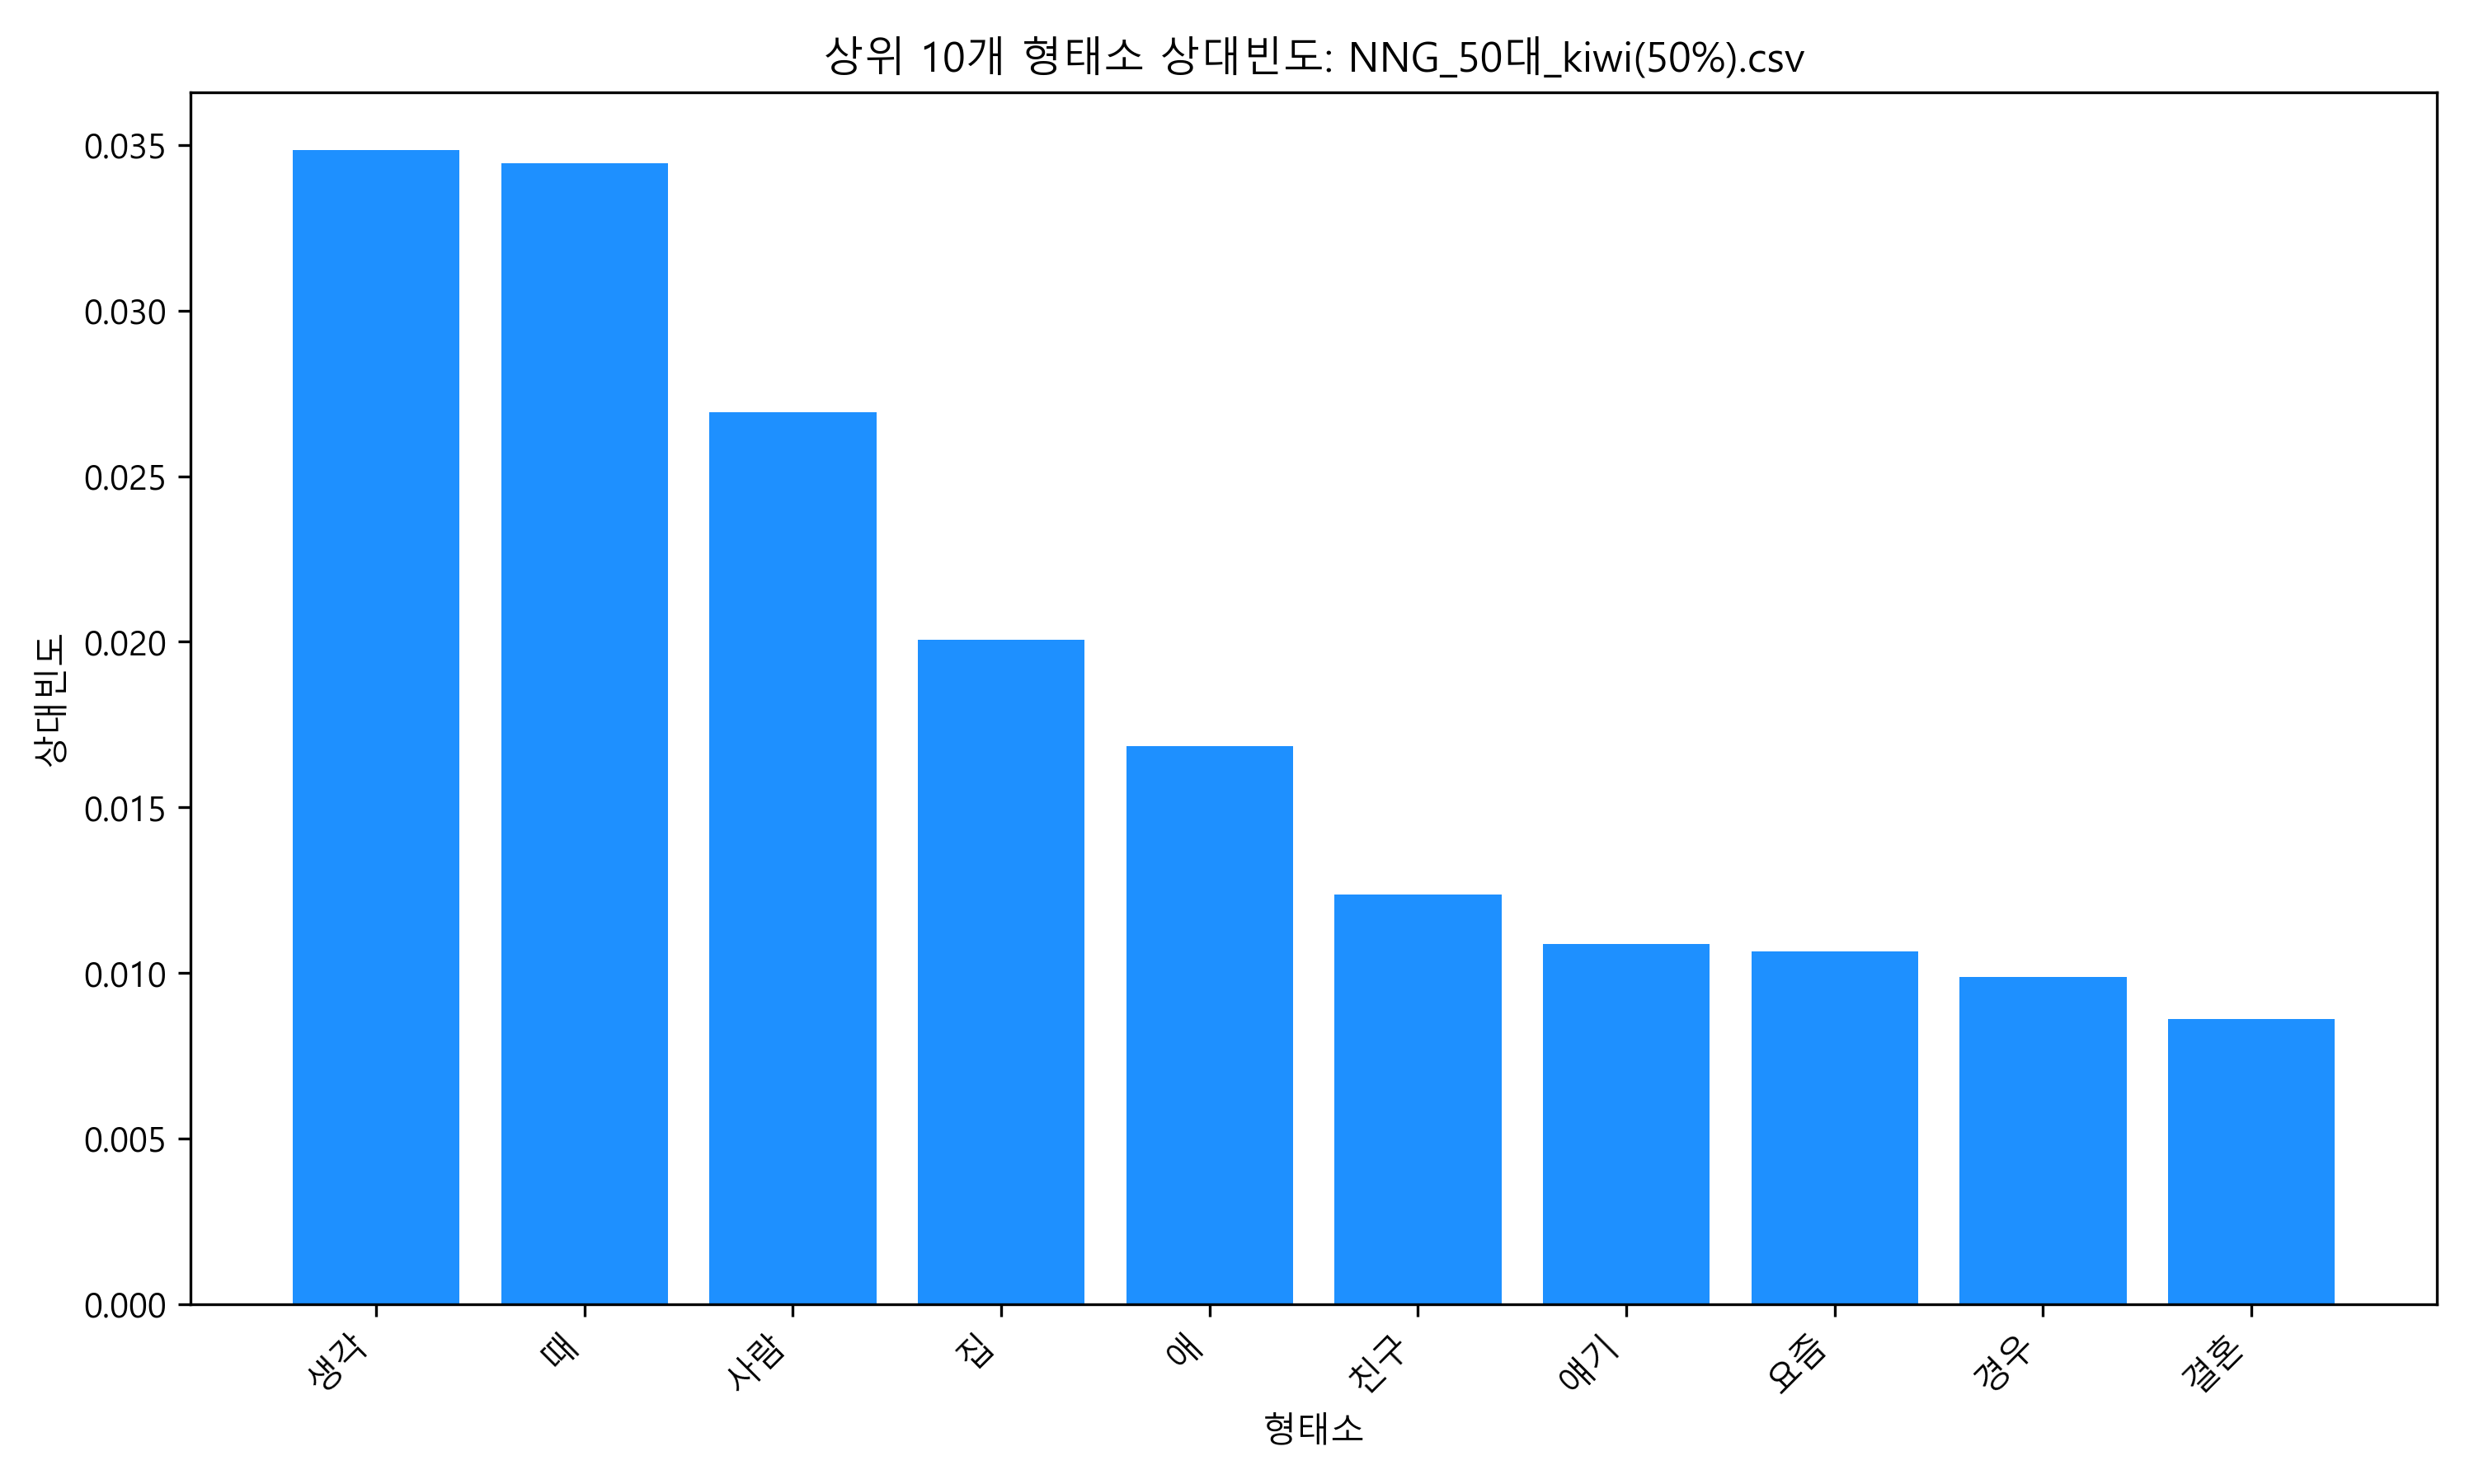 상위 10개 형태소 상대빈도: NNG_50대_kiwi(50%).csv
상대빈도
0.035
0.030
0.025
0.020
0.015
0.010
0.005
0.000
생각
때
사람
집
애
친구
얘기
요즘
경우
결혼
형태소